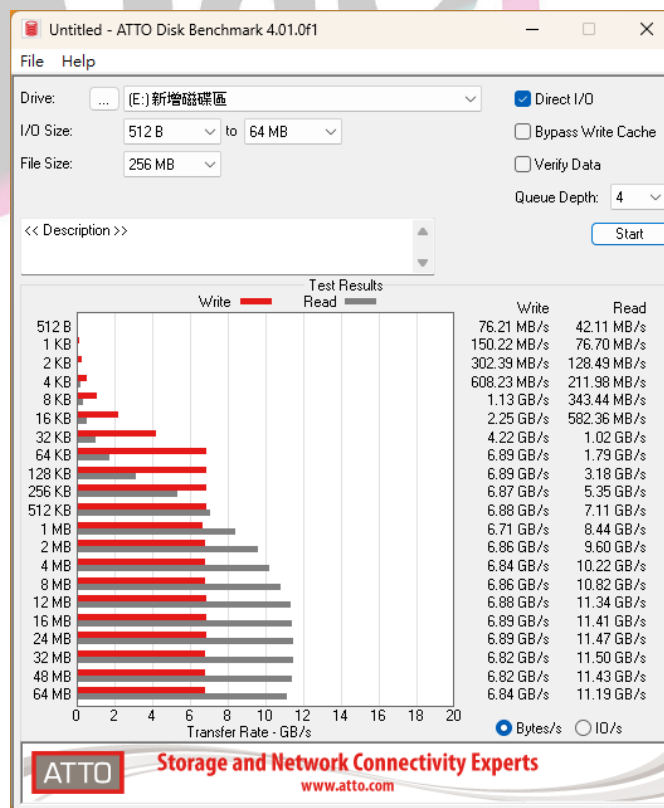 Untitled - ATTO Disk Benchmark 4.01.0f1
File Help
Drive: ... (E:)新增磁碟區
Direct I/O
I/O Size: 512 B to 64 MB
Bypass Write Cache
File Size: 256 MB
Verify Data
Queue Depth: 4
<< Description >>
Start
Test Results
Write Read
Write Read
512 B 76.21 MB/s 42.11 MB/s
1 KB 150.22 MB/s 76.70 MB/s
2 KB 302.39 MB/s 128.49 MB/s
4 KB 608.23 MB/s 211.98 MB/s
8 KB 1.13 GB/s 343.44 MB/s
16 KB 2.25 GB/s 582.36 MB/s
32 KB 4.22 GB/s 1.02 GB/s
64 KB 6.89 GB/s 1.79 GB/s
128 KB 6.89 GB/s 3.18 GB/s
256 KB 6.87 GB/s 5.35 GB/s
512 KB 6.88 GB/s 7.11 GB/s
1 MB 6.71 GB/s 8.44 GB/s
2 MB 6.86 GB/s 9.60 GB/s
4 MB 6.84 GB/s 10.22 GB/s
8 MB 6.86 GB/s 10.82 GB/s
12 MB 6.88 GB/s 11.34 GB/s
16 MB 6.89 GB/s 11.41 GB/s
24 MB 6.89 GB/s 11.47 GB/s
32 MB 6.82 GB/s 11.50 GB/s
48 MB 6.82 GB/s 11.43 GB/s
64 MB 6.84 GB/s 11.19 GB/s
0 2 4 6 8 10 12 14 16 18 20
Transfer Rate - GB/s
Bytes/s IO/s
ATTO
Storage and Network Connectivity Experts
www.atto.com